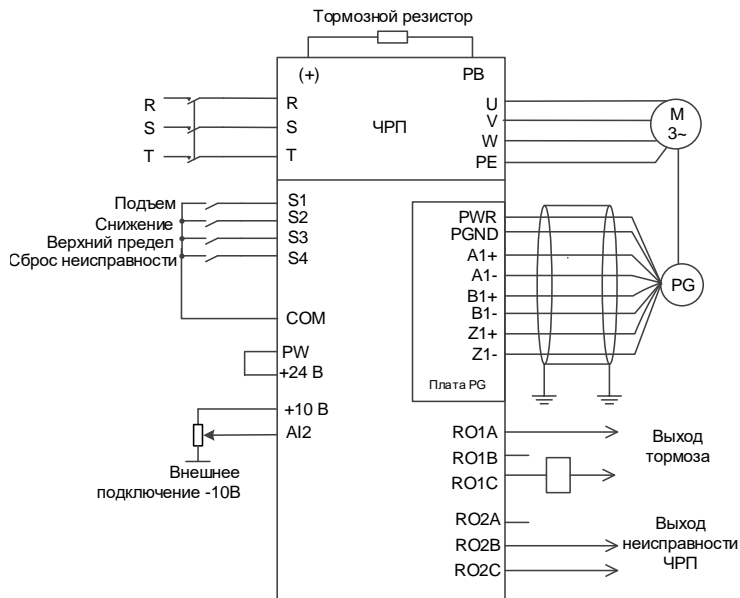 Тормозной резистор
(+)
PB
R
S
T
R
S
T
ЧРП
U
V
W
PE
M
3~
Подъем
Снижение
Верхний предел
Сброс неисправности
S1
S2
S3
S4
COM
PW
+24 В
+10 В
AI2
Внешнее
подключение -10В
PWR
PGND
A1+
A1-
B1+
B1-
Z1+
Z1-
Плата PG
PG
RO1A
RO1B
RO1C
Выход
тормоза
RO2A
RO2B
RO2C
Выход
неисправности
ЧРП